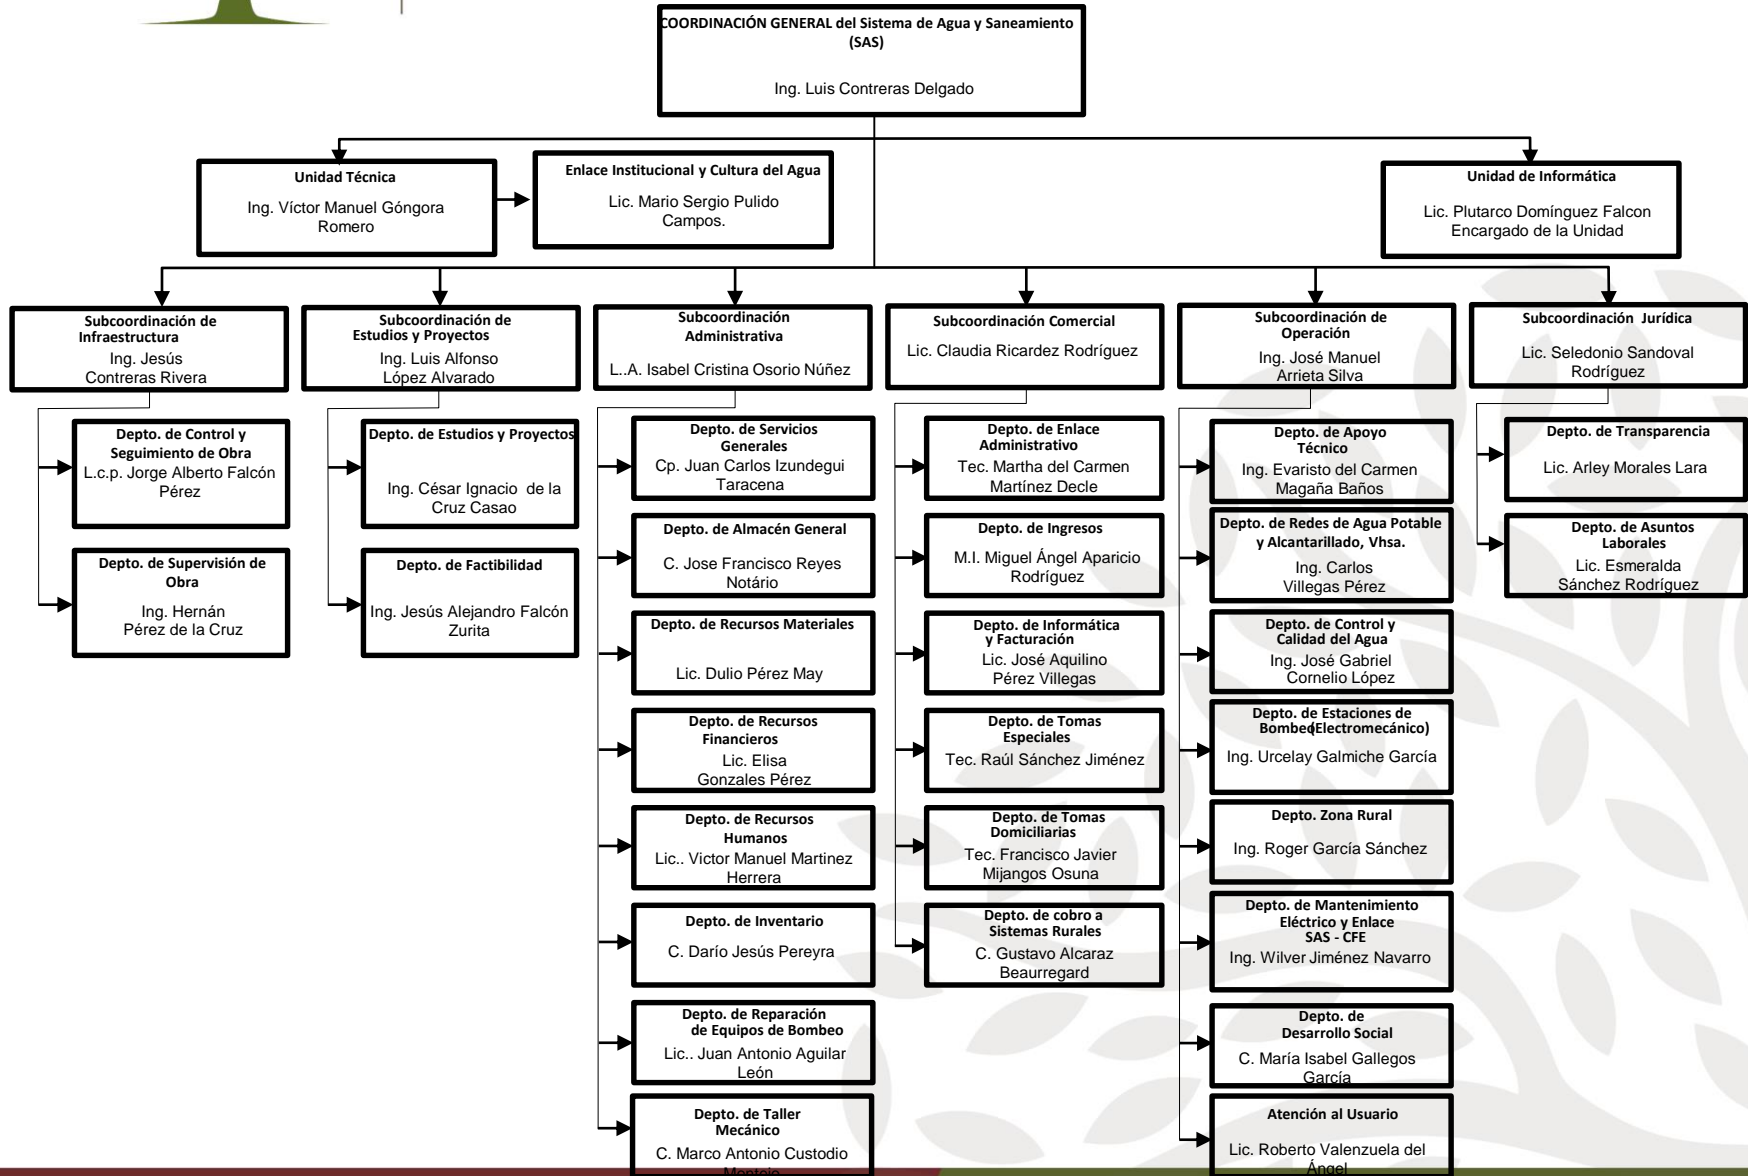 COORDINACIÓN GENERAL del Sistema de Agua y Saneamiento
(SAS)
Ing. Luis Contreras Delgado
Unidad Técnica
Ing. Víctor Manuel Góngora
Romero
Enlace Institucional y Cultura del Agua
Lic. Mario Sergio Pulido
Campos.
Unidad de Informática
Lic. Plutarco Domínguez Falcon
Encargado de la Unidad
Subcoordinación de
Infraestructura
Ing. Jesús
Contreras Rivera
Subcoordinación de
Estudios y Proyectos
Ing. Luis Alfonso
López Alvarado
Subcoordinación
Administrativa
L..A. Isabel Cristina Osorio Núñez
Subcoordinación Comercial
Lic. Claudia Ricardez Rodríguez
Subcoordinación de
Operación
Ing. José Manuel
Arrieta Silva
Subcoordinación Jurídica
Lic. Seledonio Sandoval
Rodríguez
Depto. de Control y
Seguimiento de Obra
L.c.p. Jorge Alberto Falcón
Pérez
Depto. de Supervisión de
Obra
Ing. Hernán
Pérez de la Cruz
Depto. de Estudios y Proyectos
Ing. César Ignacio de la
Cruz Casao
Depto. de Factibilidad
Ing. Jesús Alejandro Falcón
Zurita
Depto. de Servicios
Generales
Cp. Juan Carlos Izundegui
Taracena
Depto. de Almacén General
C. Jose Francisco Reyes
Notário
Depto. de Recursos Materiales
Lic. Dulio Pérez May
Depto. de Recursos
Financieros
Lic. Elisa
Gonzales Pérez
Depto. de Recursos
Humanos
Lic.. Victor Manuel Martinez
Herrera
Depto. de Inventario
C. Darío Jesús Pereyra
Depto. de Reparación
de Equipos de Bombeo
Lic.. Juan Antonio Aguilar
León
Depto. de Taller
Mecánico
C. Marco Antonio Custodio
Montejo
Depto. de Enlace
Administrativo
Tec. Martha del Carmen
Martínez Decle
Depto. de Ingresos
M.I. Miguel Ángel Aparicio
Rodríguez
Depto. de Informática
y Facturación
Lic. José Aquilino
Pérez Villegas
Depto. de Tomas
Especiales
Tec. Raúl Sánchez Jiménez
Depto. de Tomas
Domiciliarias
Tec. Francisco Javier
Mijangos Osuna
Depto. de cobro a
Sistemas Rurales
C. Gustavo Alcaraz
Beaurregard
Depto. de Apoyo
Técnico
Ing. Evaristo del Carmen
Magaña Baños
Depto. de Redes de Agua Potable
y Alcantarillado, Vhsa.
Ing. Carlos
Villegas Pérez
Depto. de Control y
Calidad del Agua
Ing. José Gabriel
Cornelio López
Depto. de Estaciones de
Bombeo(Electromecánico)
Ing. Urcelay Galmiche García
Depto. Zona Rural
Ing. Roger García Sánchez
Depto. de Mantenimiento
Eléctrico y Enlace
SAS - CFE
Ing. Wilver Jiménez Navarro
Depto. de
Desarrollo Social
C. María Isabel Gallegos
García
Atención al Usuario
Lic. Roberto Valenzuela del
Ángel
Depto. de Transparencia
Lic. Arley Morales Lara
Depto. de Asuntos
Laborales
Lic. Esmeralda
Sánchez Rodríguez